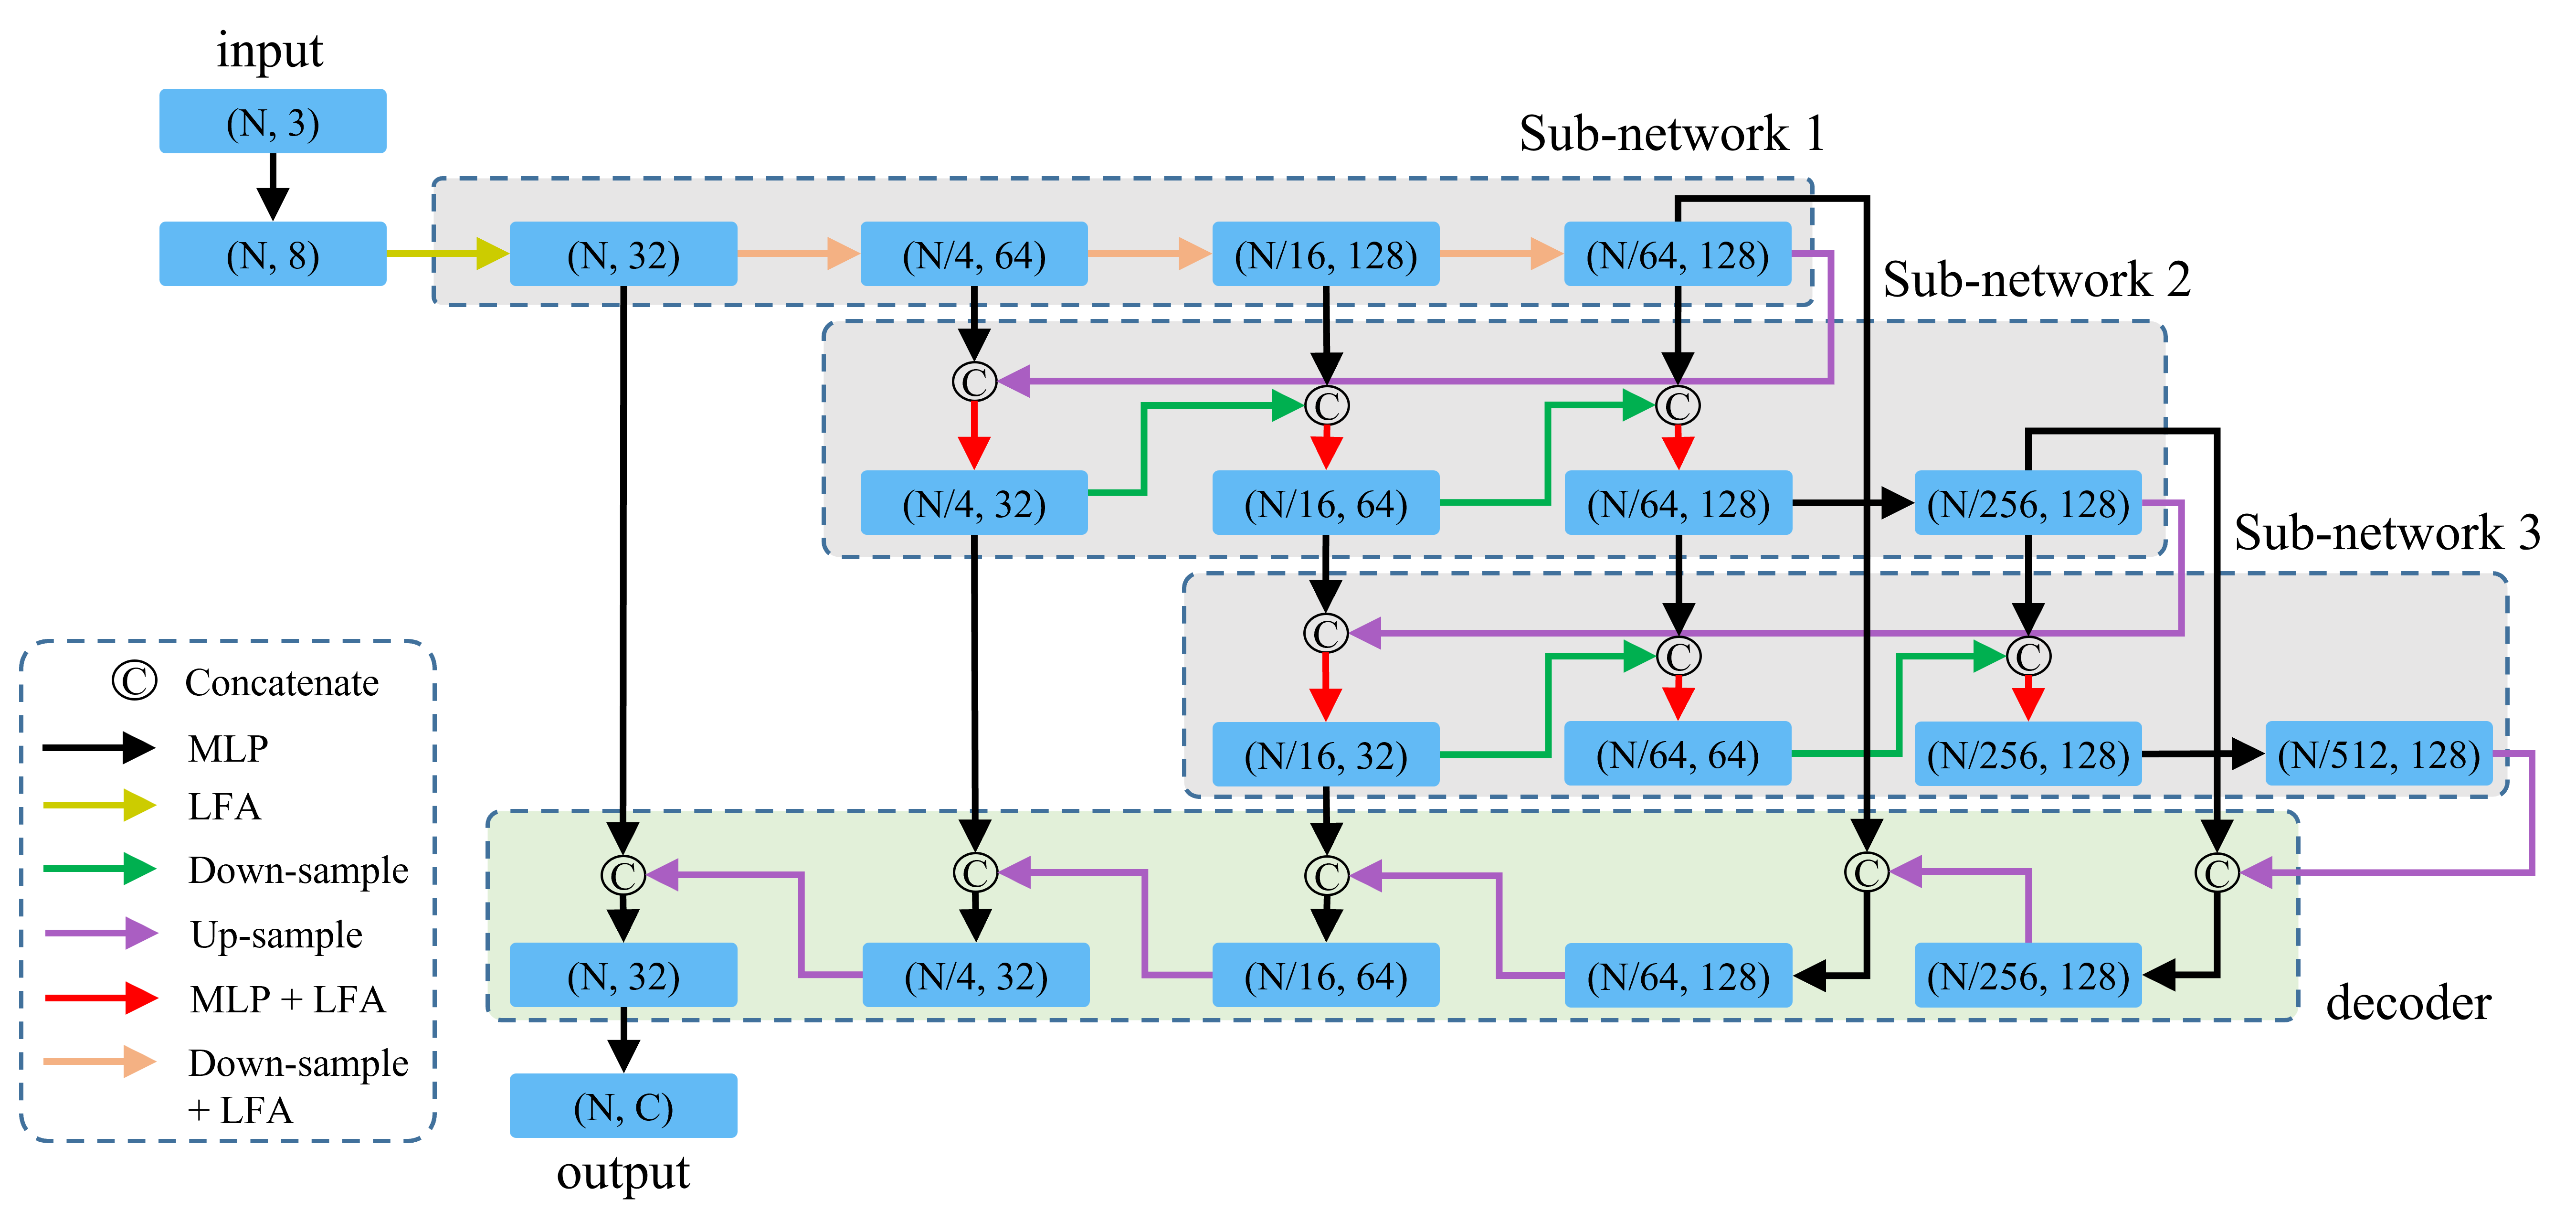 input
(N, 3)
Sub-network 1
(N, 8)
(N, 32)
(N/4, 64)
(N/16, 128)
(N/64, 128)
Sub-network 2
C
C
C
(N/4, 32)
(N/16, 64)
(N/64, 128)
(N/256, 128)
Sub-network 3
C
C
C
(N/16, 32)
(N/64, 64)
(N/256, 128)
(N/512, 128)
C
C
C
C
C
(N, 32)
(N/4, 32)
(N/16, 64)
(N/64, 128)
(N/256, 128)
decoder
(N, C)
output
C Concatenate
MLP
LFA
Down-sample
Up-sample
MLP + LFA
Down-sample
+ LFA